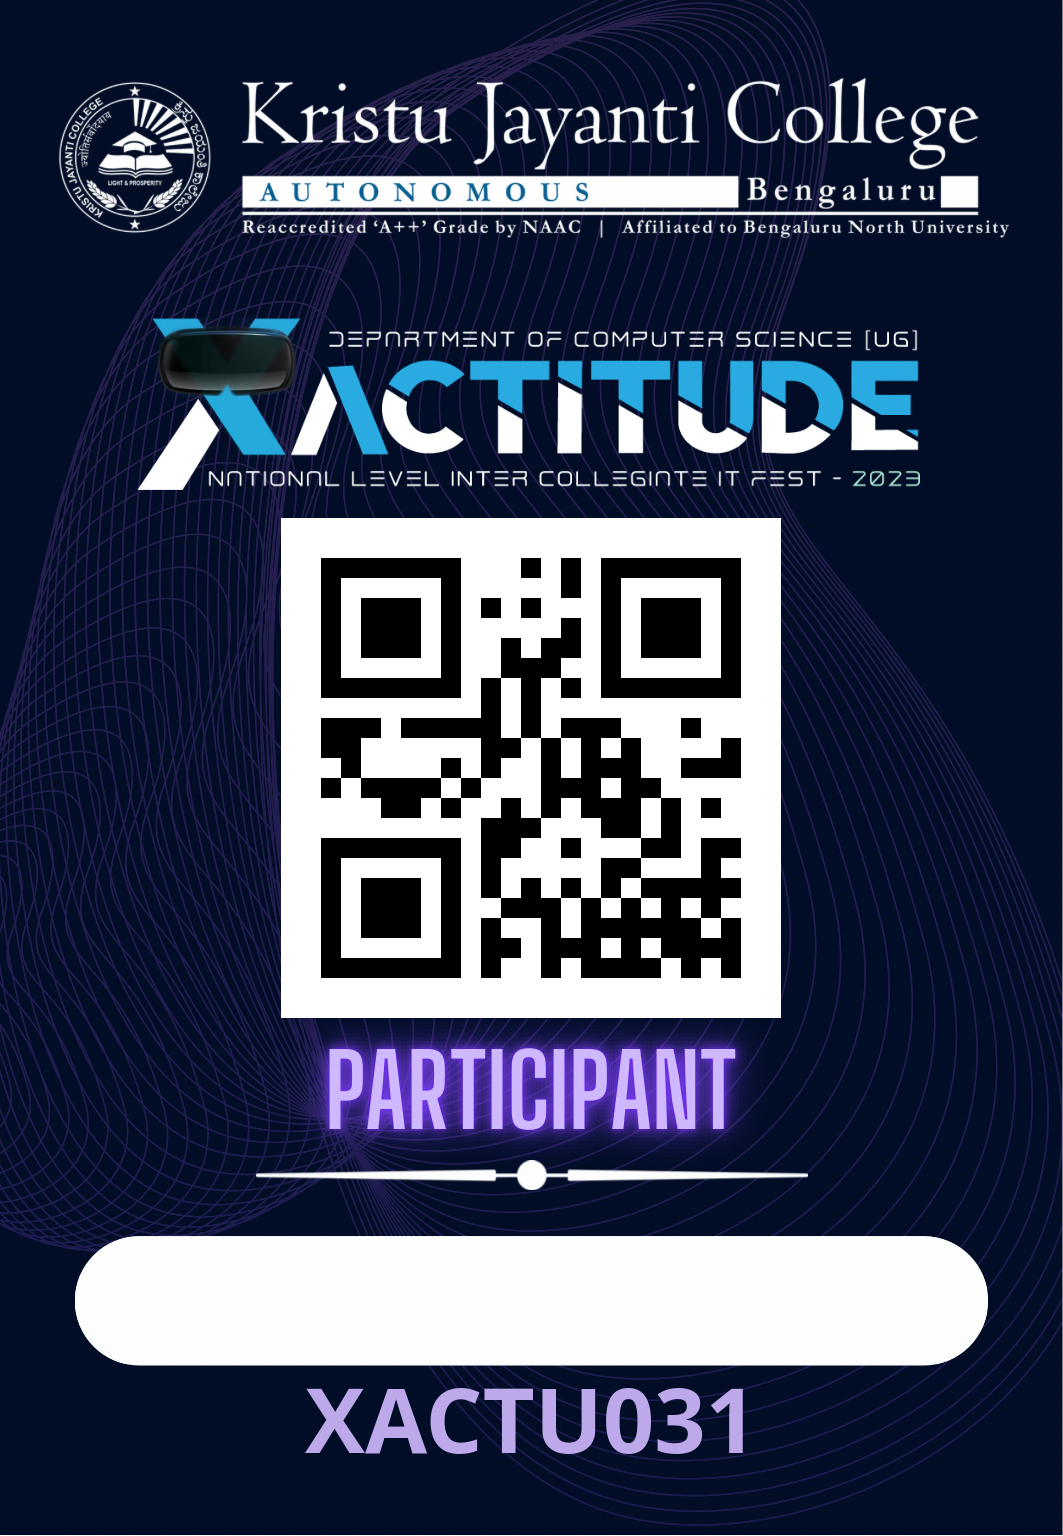 Kristu Jayanti College
AUTONOMOUS Bengaluru
Reaccredited ‘A++’ Grade by NAAC | Affiliated to Bengaluru North University
KRISTU JAYANTI COLLEGE
ज्योतिर्संवादाय
LIGHT & PROSPERITY
DEPARTMENT OF COMPUTER SCIENCE [UG]
XACTITUDE
NATIONAL LEVEL INTER COLLEGIATE IT FEST - 2023
PARTICIPANT
XACTU031